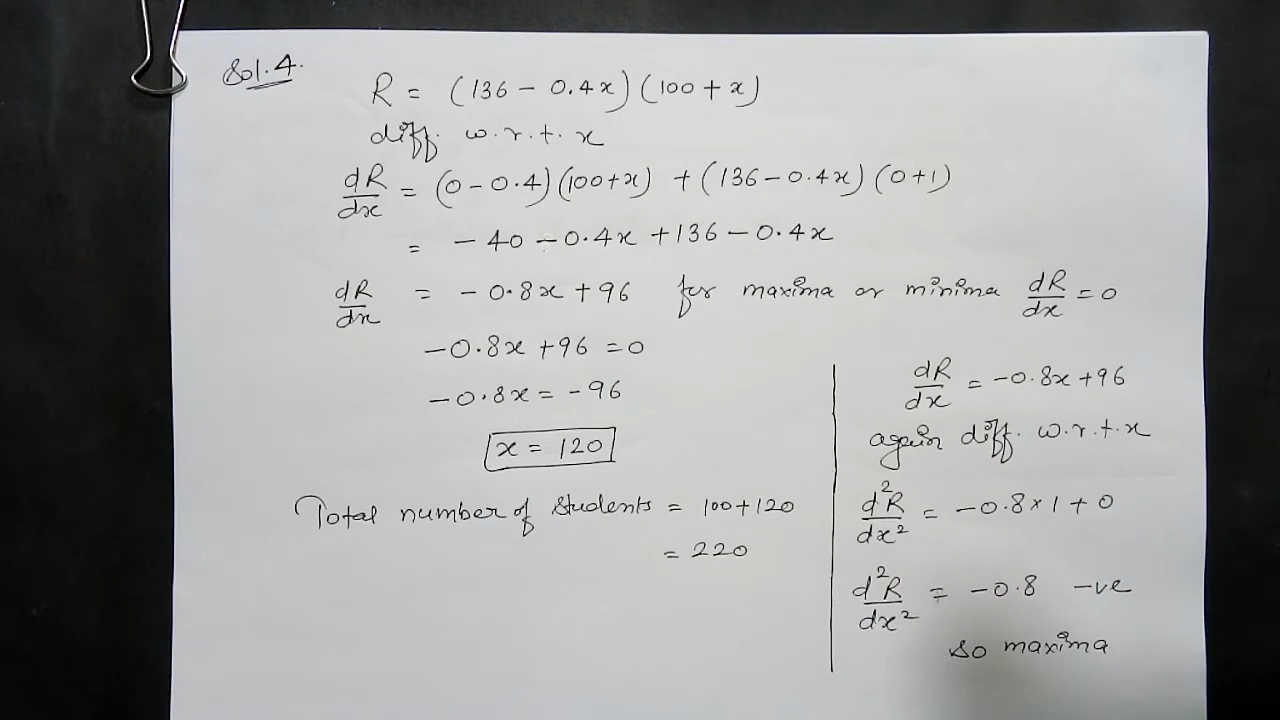 Sol. 4.
R = (136 - 0.4x)(100 + x)
diff. w.r.t. x
dR/dx = (0 - 0.4)(100+x) + (136 - 0.4x)(0+1)
= - 40 - 0.4x + 136 - 0.4x
dR/dx = - 0.8x + 96 for maxima or minima dR/dx = 0
-0.8x + 96 = 0
-0.8x = -96
x = 120
Total number of students = 100+120
= 220
dR/dx = -0.8x + 96
again diff. w.r.t. x
d²R/dx² = -0.8 × 1 + 0
d²R/dx² = -0.8 -ve
so maxima